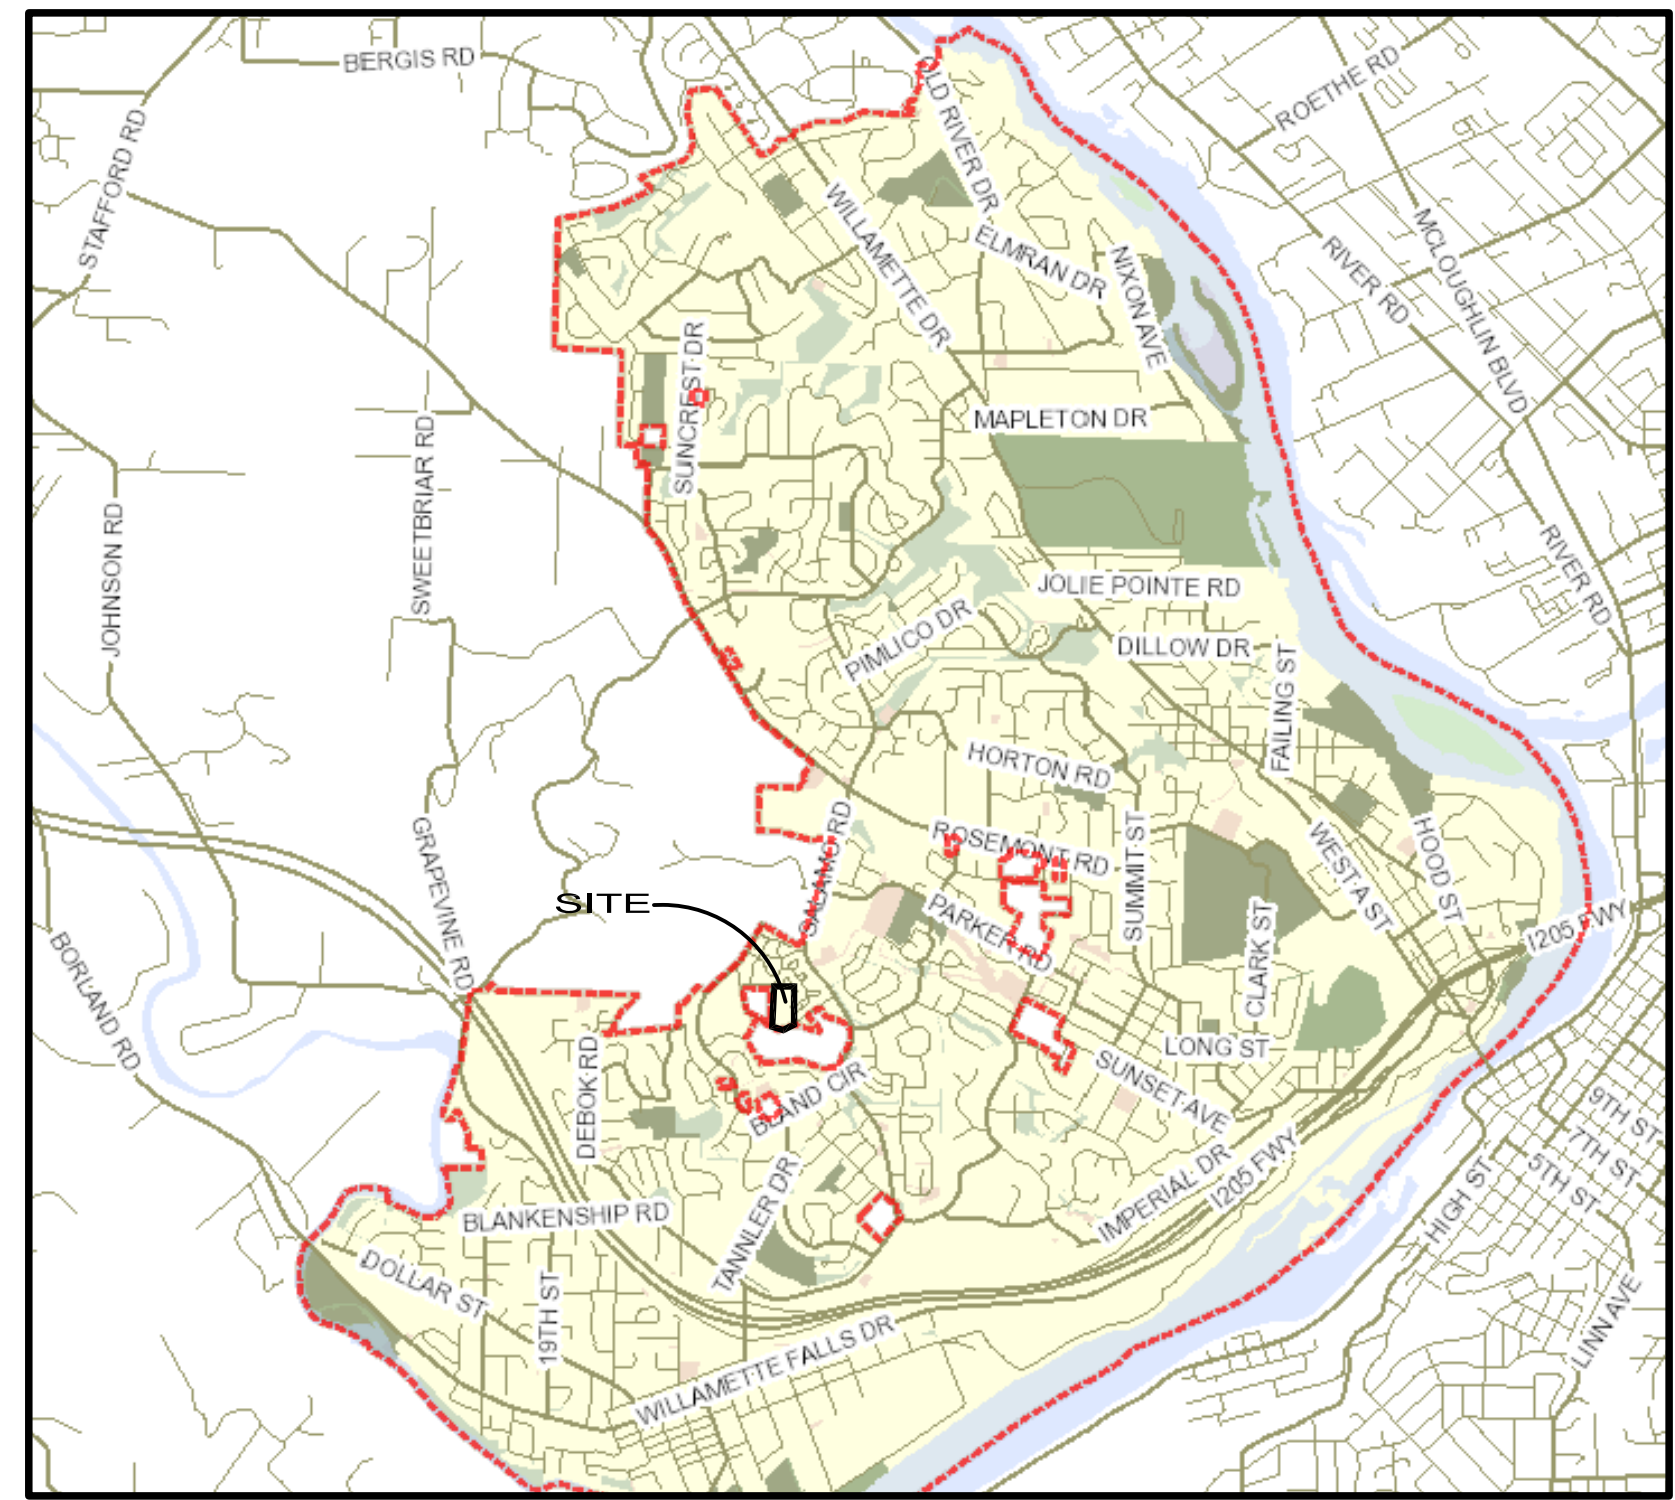 BERGIS RD
ROETHE RD
OLD RIVER DR
STAFFORD RD
WILLAMETTE DR
ELMRAN DR
NIXON AVE
RIVER RD
MCLOUGHLIN BLVD
SUNCREST DR
MAPLETON DR
SWEETBRIAR RD
JOHNSON RD
RIVER RD
JOLIE POINTE RD
PIMLICO DR
DILLOW DR
FAILING ST
HORTON RD
GRAPEVINE RD
SALAMO RD
ROSEMONT RD
SUMMIT ST
WEST A ST
HOOD ST
SITE
PARKER RD
I205 FWY
CLARK ST
BORLAND RD
LONG ST
DEBOK RD
BLAND CIR
SUNSET AVE
9TH ST
7TH ST
5TH ST
IMPERIAL DR
I205 FWY
HIGH ST
TANNLER DR
BLANKENSHIP RD
DOLLAR ST
19TH ST
LINN AVE
WILLAMETTE FALLS DR